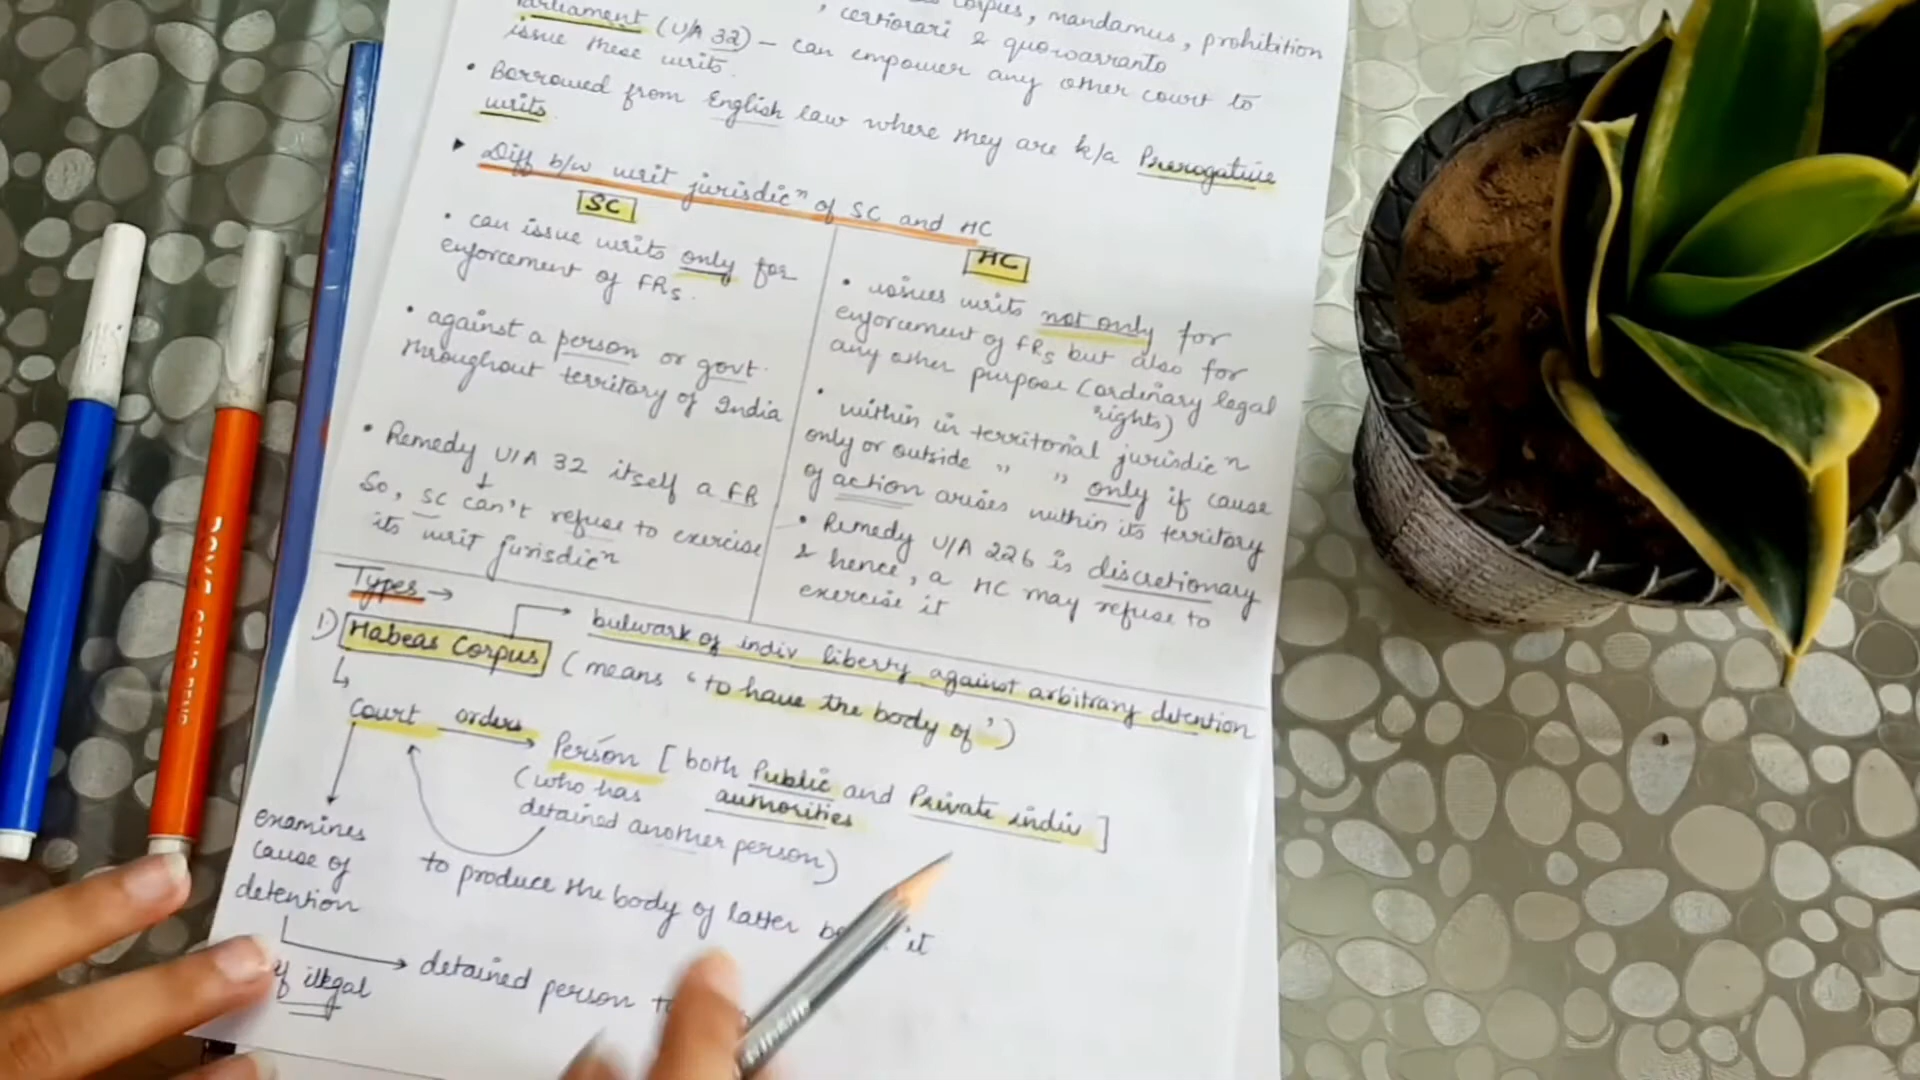 corpus, mandamus, prohibition
, certiorari & quowarranto
Parliament (U/A 32) – can empower any other court to
issue these writs.
• Borrowed from English law where they are k/a Prerogative
writs
▸ Diff b/w writ jurisdicⁿ of SC and HC
SC
• can issue writs only for
enforcement of FRs.
• against a person or govt.
throughout territory of India
• Remedy U/A 32 itself a FR
↓
So, SC can't refuse to exercise
its writ jurisdicⁿ
HC
• issues writs not only for
enforcement of FRs but also for
any other purpose (ordinary legal
rights)
• within in territorial jurisdicⁿ
only or outside " " only if cause
of action arises within its territory
• Remedy U/A 226 is discretionary
& hence, a HC may refuse to
exercise it
Types →
1) Habeas Corpus → bulwark of indiv liberty against arbitrary detention
(means 'to have the body of')
↳ Court orders → Person [both Public and Private indiv]
authorities
(who has
detained another person)
to produce the body of latter it
examines
cause of
detention
if illegal
→ detained person